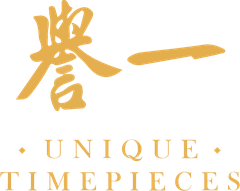 譽一
· UNIQUE ·
TIMEPIECES